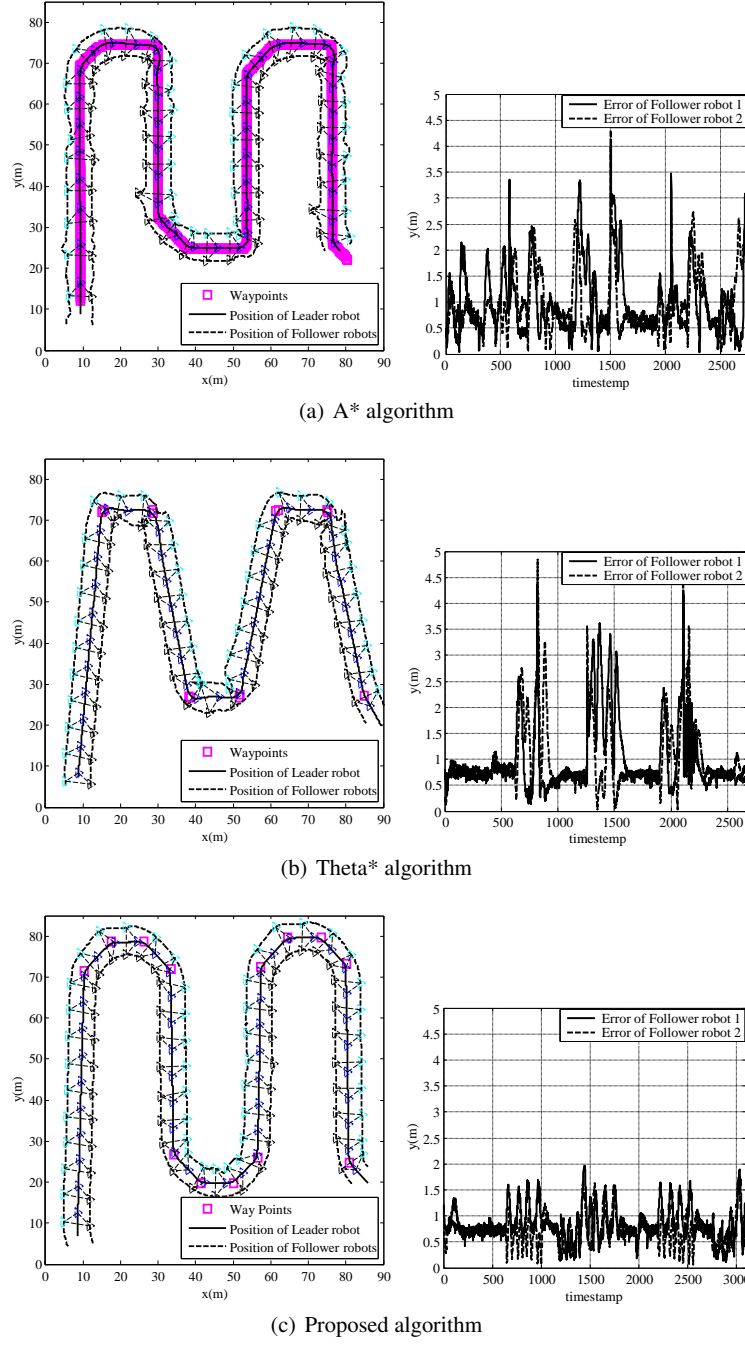 80
70
60
50
40
30
20
10
0
y(m)
Waypoints
Position of Leader robot
Position of Follower robots
0 10 20 30 40 50 60 70 80 90
x(m)
5
4.5
4
3.5
3
2.5
2
1.5
1
0.5
0
y(m)
Error of Follower robot 1
Error of Follower robot 2
0 500 1000 1500 2000 2500
timestemp
(a) A* algorithm
80
70
60
50
40
30
20
10
0
y(m)
Waypoints
Position of Leader robot
Position of Follower robots
0 10 20 30 40 50 60 70 80 90
x(m)
5
4.5
4
3.5
3
2.5
2
1.5
1
0.5
0
y(m)
Error of Follower robot 1
Error of Follower robot 2
0 500 1000 1500 2000 2500
timestemp
(b) Theta* algorithm
80
70
60
50
40
30
20
10
0
y(m)
Way Points
Position of Leader robot
Position of Follower robots
0 10 20 30 40 50 60 70 80 90
x(m)
5
4.5
4
3.5
3
2.5
2
1.5
1
0.5
0
y(m)
Error of Follower robot 1
Error of Follower robot 2
0 500 1000 1500 2000 2500
timestamp
(c) Proposed algorithm